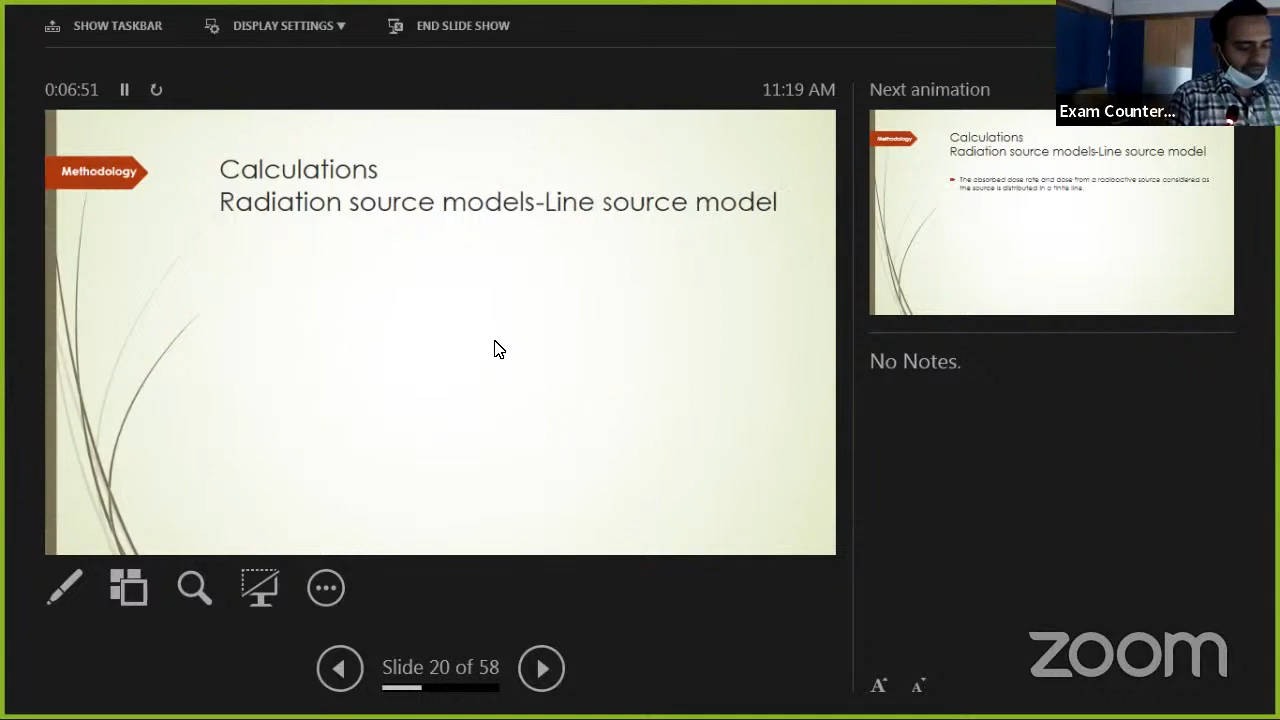 SHOW TASKBAR
DISPLAY SETTINGS ▼
END SLIDE SHOW
0:06:51
11:19 AM
Next animation
Exam Counter...
Methodology
Calculations
Radiation source models-Line source model
Methodology
Calculations
Radiation source models-Line source model
The absorbed dose rate and dose from a radioactive source considered as
the source is distributed in a finite line.
No Notes.
Slide 20 of 58
A A
zoom